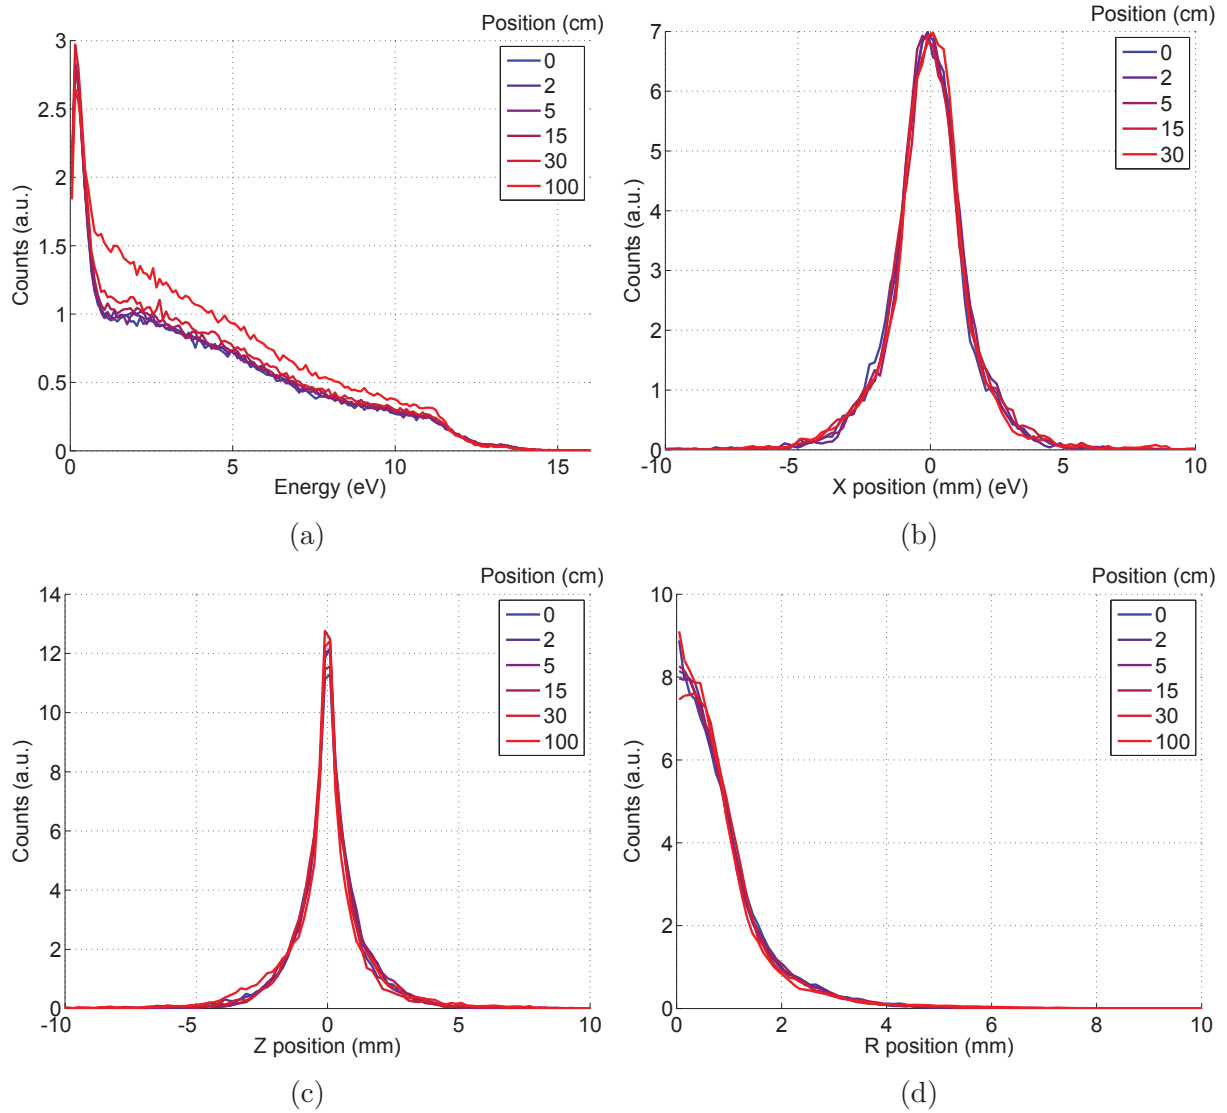 Position (cm)
0
2
5
15
30
100
3
2.5
2
1.5
1
0.5
0
Counts (a.u.)
0 5 10 15
Energy (eV)
(a)
Position (cm)
0
2
5
15
30
7
6
5
4
7
3
2
1
0
Counts (a.u.)
-10 -5 0 5 10
X position (mm) (eV)
(b)
Position (cm)
0
2
5
15
30
100
14
12
10
8
6
4
2
0
Counts (a.u.)
-10 -5 0 5 10
Z position (mm)
(c)
Position (cm)
0
2
5
15
30
100
10
8
6
4
2
0
Counts (a.u.)
0 2 4 6 8 10
R position (mm)
(d)